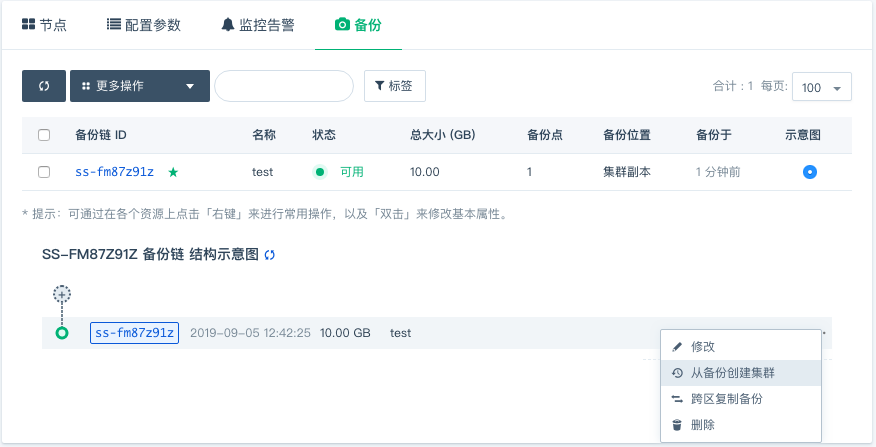 节点 配置参数 监控告警 备份
更多操作 标签 合计：1 每页: 100
备份链 ID 名称 状态 总大小 (GB) 备份点 备份位置 备份于 示意图
ss-fm87z91z test 可用 10.00 1 集群副本 1 分钟前
* 提示：可通过在各个资源上点击「右键」来进行常用操作，以及「双击」来修改基本属性。
SS-FM87Z91Z 备份链 结构示意图
ss-fm87z91z 2019-09-05 12:42:25 10.00 GB test
修改
从备份创建集群
跨区复制备份
删除